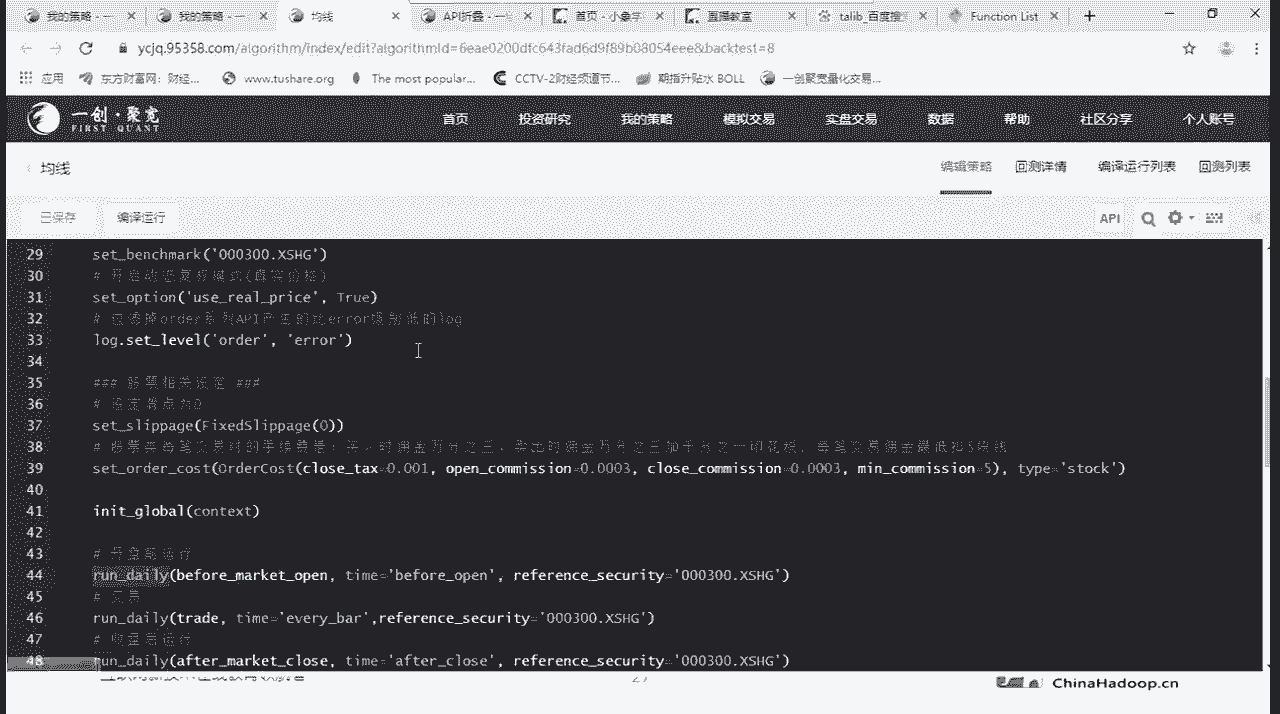 我的策略 - 一
我的策略 - 一
均线
API折叠 - 一
首页 - 小象学
直播教室
talib_百度搜
Function List
ycjq.95358.com/algorithm/index/edit?algorithmId=6eae0200dfc643fad6d9f89b08054eee&backtest=8
应用
东方财富网：财经...
www.tushare.org
The most popular...
CCTV-2财经频道节...
期指升贴水 BOLL
一创聚宽量化交易...
一创·聚宽
FIRST QUANT
首页
投资研究
我的策略
模拟交易
实盘交易
数据
帮助
社区分享
个人账号
均线
编辑策略
回测详情
编译运行列表
回测列表
已保存
编译运行
API
29 set_benchmark('000300.XSHG')
30 # 开启动态复权模式(真实价格)
31 set_option('use_real_price', True)
32 # 过滤掉order系列API产生的比error级别低的log
33 log.set_level('order', 'error')
34
35 ### 股票相关设定 ###
36 # 设定滑点为0
37 set_slippage(FixedSlippage(0))
38 # 股票类每笔交易时的手续费是：买入时佣金万分之三，卖出时佣金万分之三加千分之一印花税, 每笔交易佣金最低扣5块钱
39 set_order_cost(OrderCost(close_tax=0.001, open_commission=0.0003, close_commission=0.0003, min_commission=5), type='stock')
40
41 init_global(context)
42
43 # 开盘前运行
44 run_daily(before_market_open, time='before_open', reference_security='000300.XSHG')
45 # 交易
46 run_daily(trade, time='every_bar',reference_security='000300.XSHG')
47 # 收盘后运行
48 run_daily(after_market_close, time='after_close', reference_security='000300.XSHG')
ChinaHadoop.cn